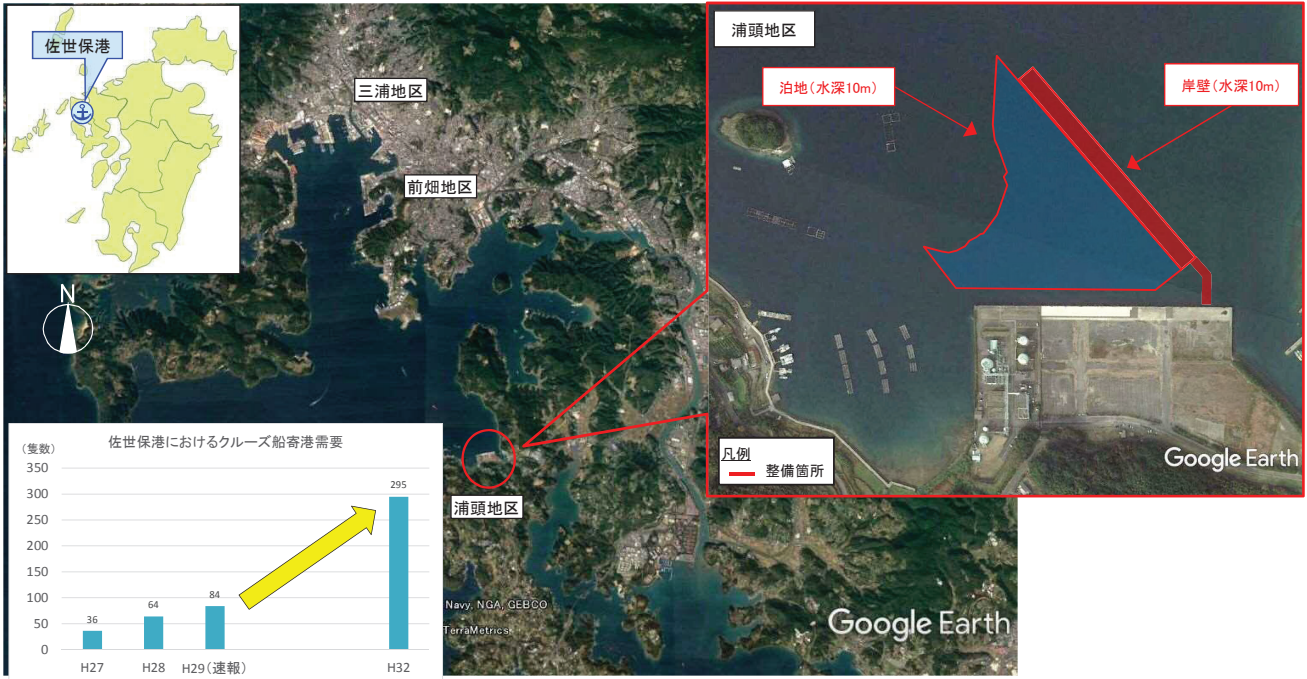 佐世保港
三浦地区
前畑地区
N
浦頭地区
Navy, NGA, GEBCO
TerraMetrics
Google Earth
浦頭地区
泊地(水深10m)
岸壁(水深10m)
凡例
整備箇所
Google Earth
佐世保港におけるクルーズ船寄港需要
(隻数)
350
300
250
200
150
100
50
0
36
64
84
295
H27
H28
H29(速報)
H32